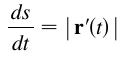 ds/dt = |r′(t)|